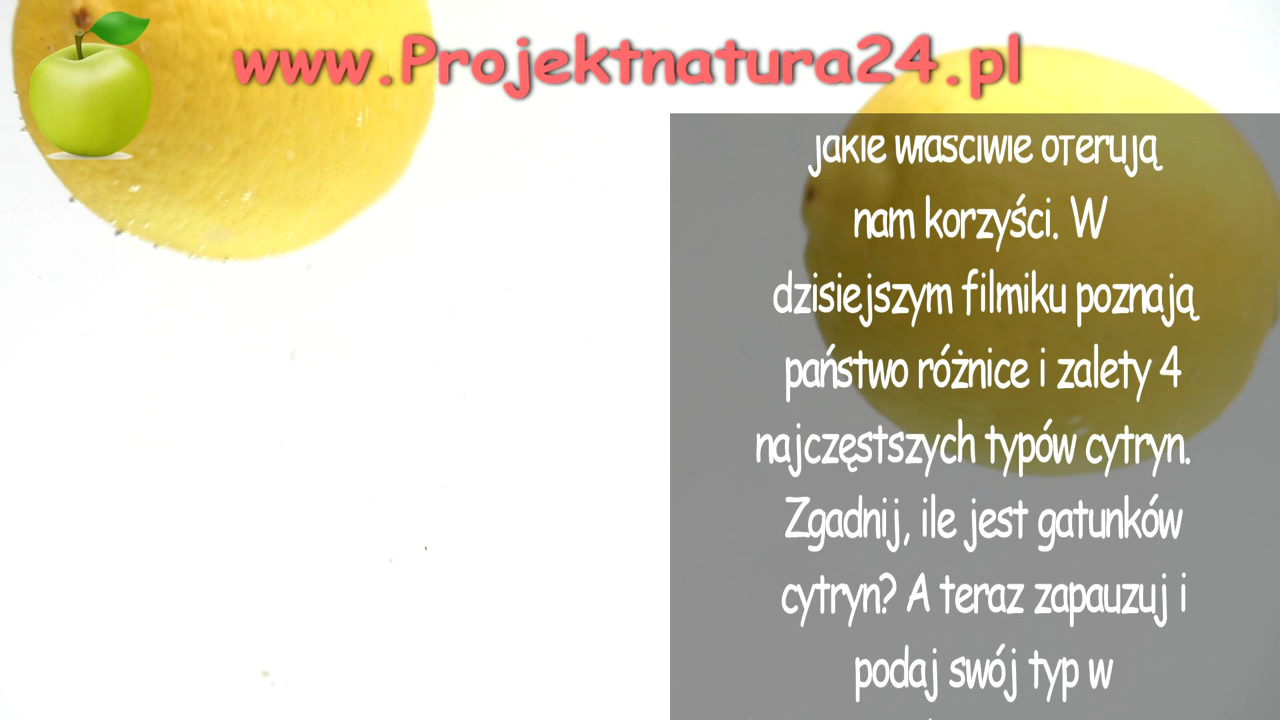 www.Projektnatura24.pl
jakie właściwie oferują
nam korzyści. W
dzisiejszym filmiku poznają
państwo różnice i zalety 4
najczęstszych typów cytryn.
Zgadnij, ile jest gatunków
cytryn? A teraz zapauzuj i
podaj swój typ w